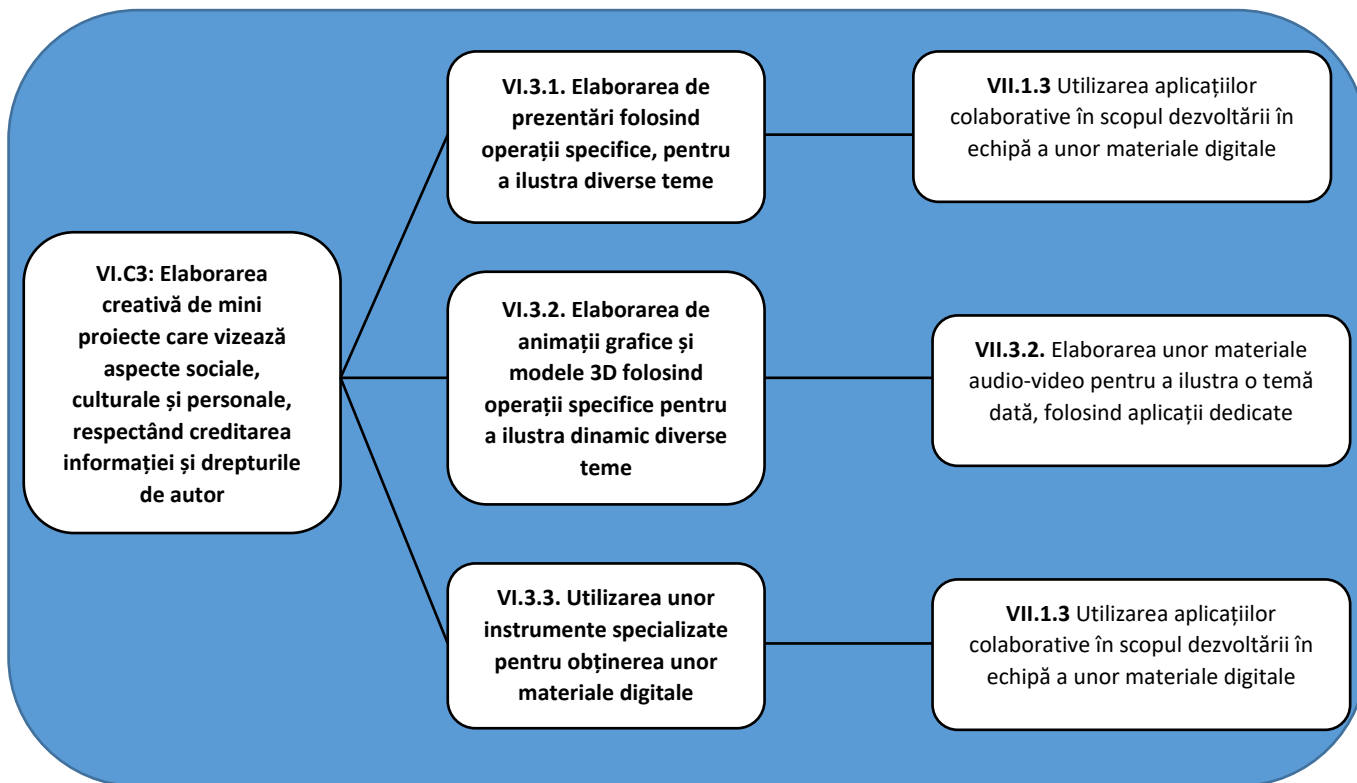 VI.3.1. Elaborarea de
prezentări folosind
operații specifice, pentru
a ilustra diverse teme
VII.1.3 Utilizarea aplicațiilor
colaborative în scopul dezvoltării în
echipă a unor materiale digitale
VI.C3: Elaborarea
creativă de mini
proiecte care vizează
aspecte sociale,
culturale și personale,
respectând creditarea
informației și drepturile
de autor
VI.3.2. Elaborarea de
animații grafice și
modele 3D folosind
operații specifice pentru
a ilustra dinamic diverse
teme
VII.3.2. Elaborarea unor materiale
audio-video pentru a ilustra o temă
dată, folosind aplicații dedicate
VI.3.3. Utilizarea unor
instrumente specializate
pentru obținerea unor
materiale digitale
VII.1.3 Utilizarea aplicațiilor
colaborative în scopul dezvoltării în
echipă a unor materiale digitale